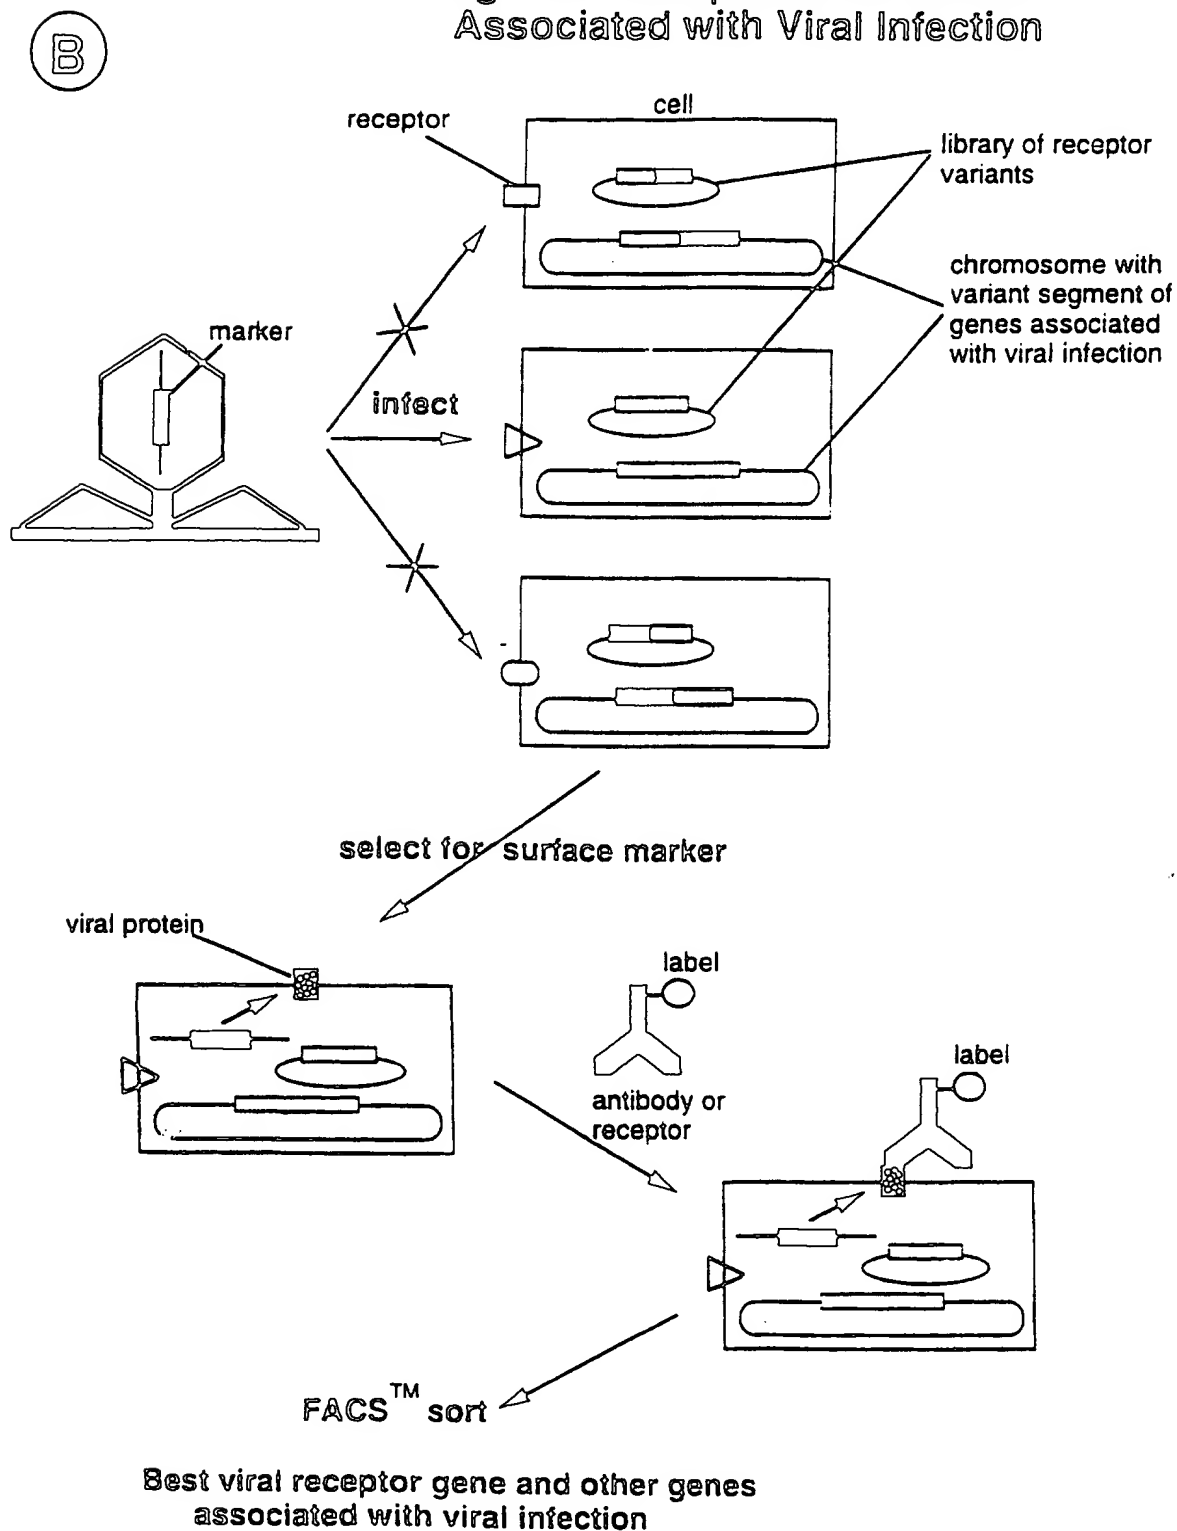 Associated with Viral Infection
B
cell
receptor
library of receptor
variants
chromosome with
variant segment of
genes associated
with viral infection
marker
infect
select for surface marker
viral protein
label
antibody or
receptor
label
FACS™ sort
Best viral receptor gene and other genes
associated with viral infection